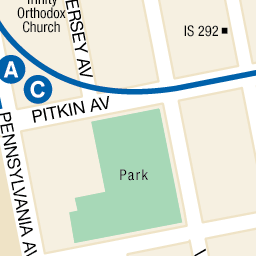 Trinity
Orthodox
Church
JERSEY AV
IS 292
A
C
PITKIN AV
PENNSYLVANIA AV
Park